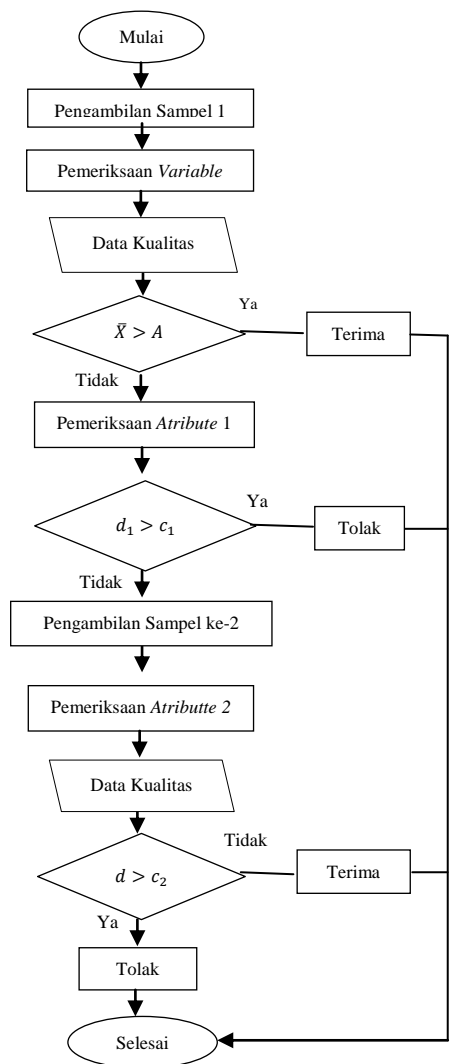 Mulai
Pengambilan Sampel 1
Pemeriksaan Variable
Data Kualitas
X̄ > A
Ya
Terima
Tidak
Pemeriksaan Atribute 1
d₁ > c₁
Ya
Tolak
Tidak
Pengambilan Sampel ke-2
Pemeriksaan Atributte 2
Data Kualitas
d > c₂
Tidak
Terima
Ya
Tolak
Selesai